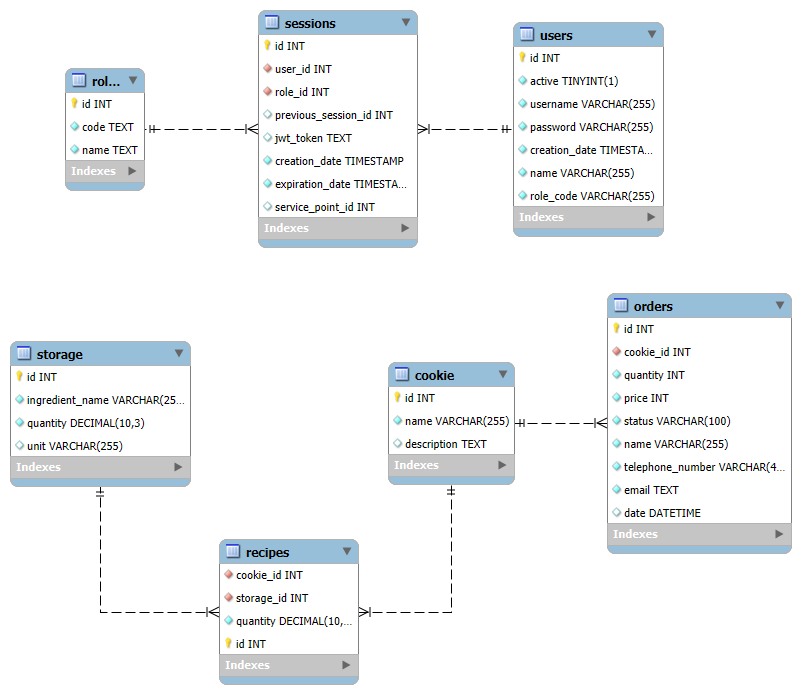 rol...
id INT
code TEXT
name TEXT
Indexes
sessions
id INT
user_id INT
role_id INT
previous_session_id INT
jwt_token TEXT
creation_date TIMESTAMP
expiration_date TIMESTA...
service_point_id INT
Indexes
users
id INT
active TINYINT(1)
username VARCHAR(255)
password VARCHAR(255)
creation_date TIMESTA...
name VARCHAR(255)
role_code VARCHAR(255)
Indexes
storage
id INT
ingredient_name VARCHAR(25...
quantity DECIMAL(10,3)
unit VARCHAR(255)
Indexes
cookie
id INT
name VARCHAR(255)
description TEXT
Indexes
orders
id INT
cookie_id INT
quantity INT
price INT
status VARCHAR(100)
name VARCHAR(255)
telephone_number VARCHAR(4...
email TEXT
date DATETIME
Indexes
recipes
cookie_id INT
storage_id INT
quantity DECIMAL(10,...
id INT
Indexes